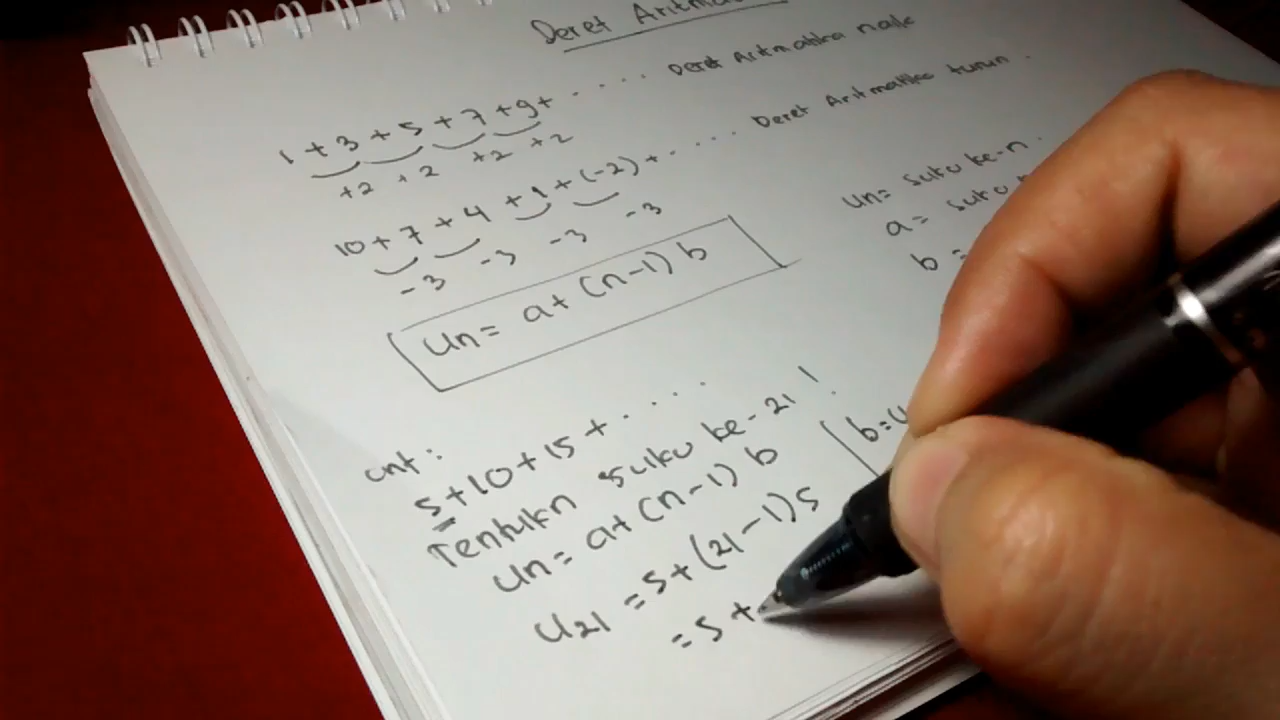 Deret Aritma
1 + 3 + 5 + 7 + 9 + ..... Deret Aritmatika naik
+2 +2 +2 +2
10 + 7 + 4 + 1 + (-2) + ..... Deret Aritmatika turun.
-3 -3 -3 -3
Un = a + (n-1) b
Un = suku ke-n.
a = suku
b =
cnt:
5 + 10 + 15 + .....
Tentukn suku ke-21 !
Un = a + (n-1) b
b = U
U21 = 5 + (21-1) 5
= 5 +